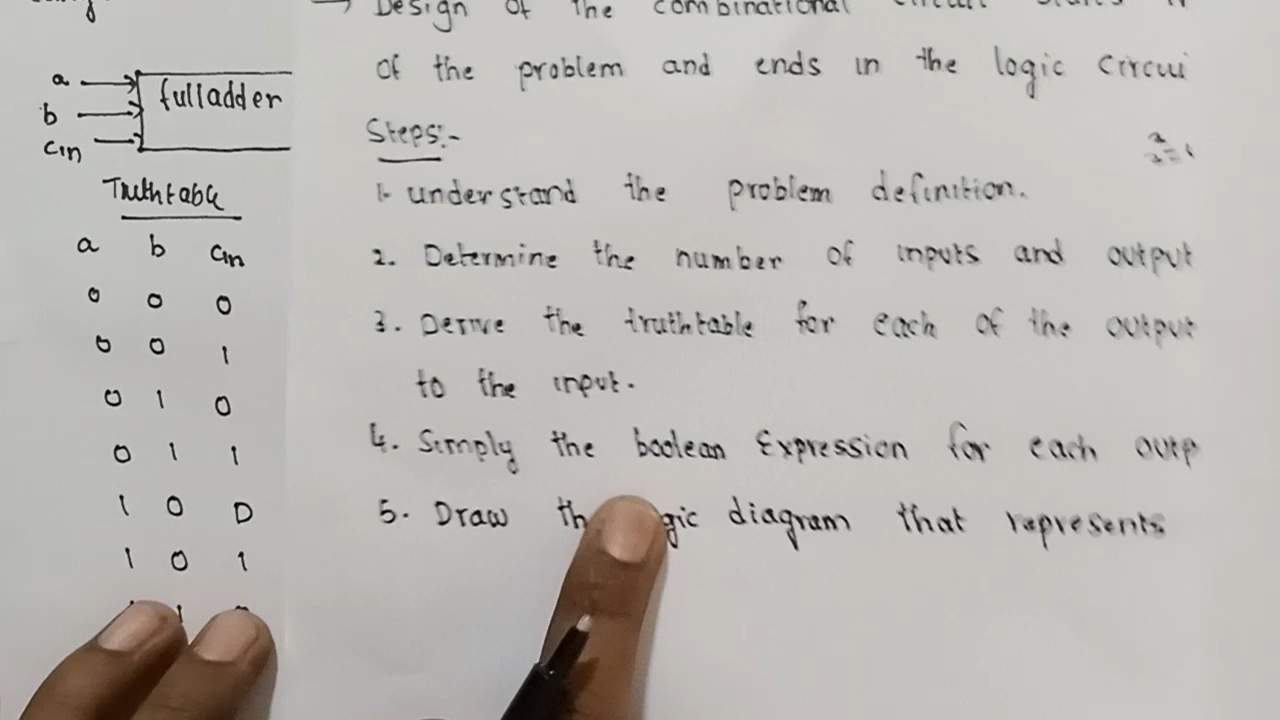 a
b
cin
fulladder
Truthtable
a b cin
0 0 0
0 0 1
0 1 0
0 1 1
1 0 0
1 0 1
→ Design of the combinational
of the problem and ends in the logic circui
Steps:-
1. understand the problem definition.
2. Determine the number of inputs and output
3. Derive the truthtable for each of the output
to the input.
4. Simply the boolean Expression for each outp
5. Draw diagram that represents